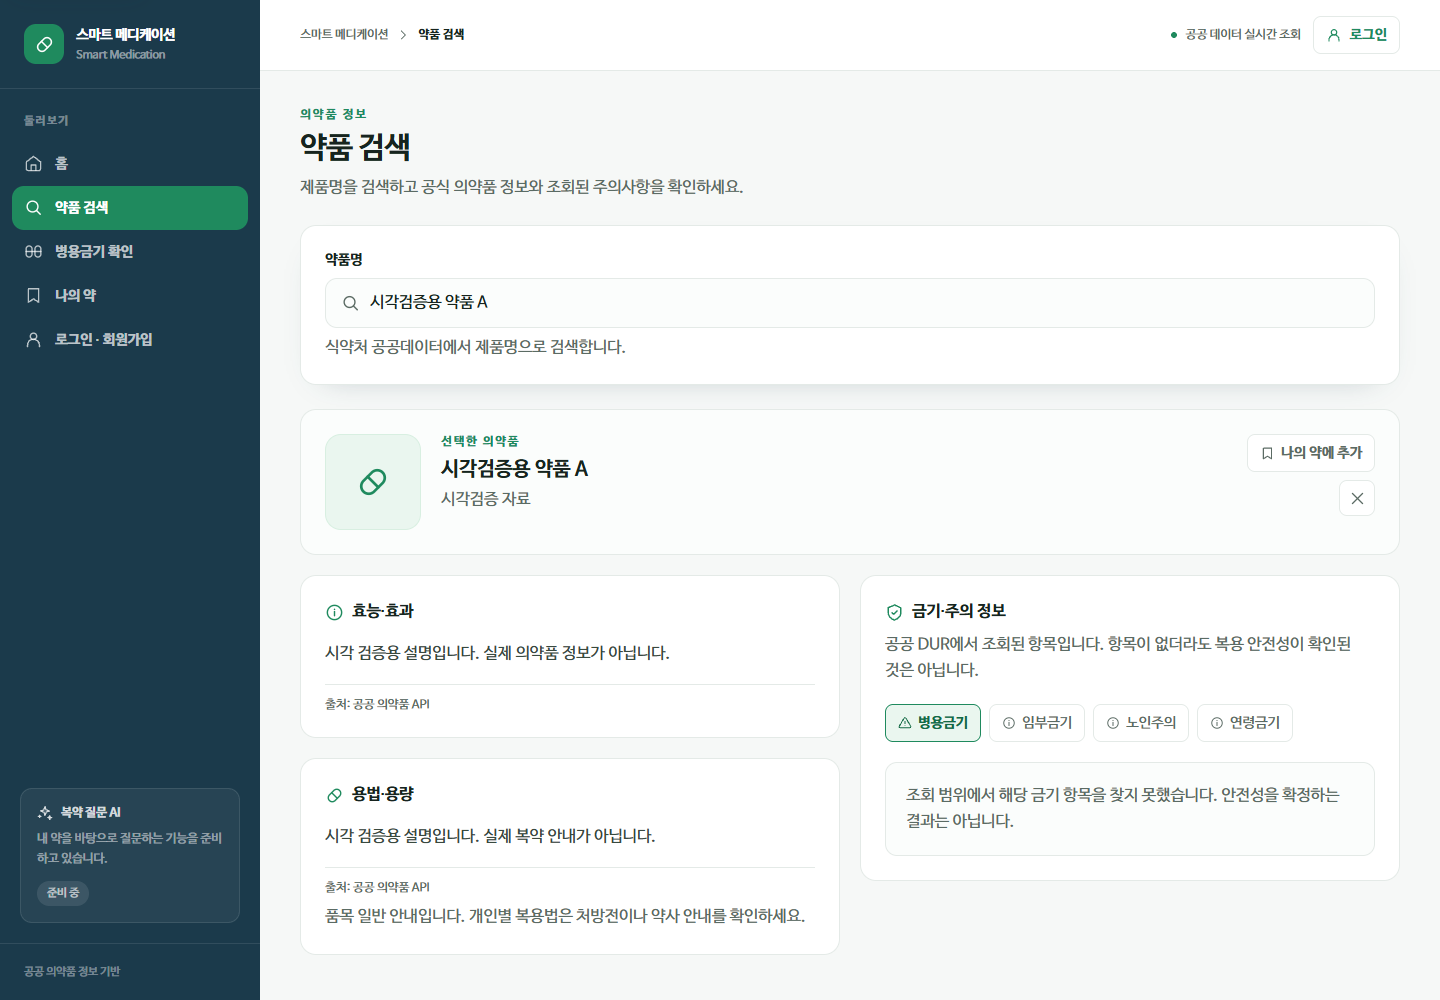 스마트 메디케이션
Smart Medication
둘러보기
홈
약품 검색
병용금기 확인
나의 약
로그인 · 회원가입
복약 질문 AI
내 약을 바탕으로 질문하는 기능을 준비
하고 있습니다.
준비 중
공공 의약품 정보 기반
스마트 메디케이션 > 약품 검색
공공 데이터 실시간 조회
로그인
의약품 정보
약품 검색
제품명을 검색하고 공식 의약품 정보와 조회된 주의사항을 확인하세요.
약품명
시각검증용 약품 A
식약처 공공데이터에서 제품명으로 검색합니다.
선택한 의약품
시각검증용 약품 A
시각검증 자료
나의 약에 추가
효능·효과
시각 검증용 설명입니다. 실제 의약품 정보가 아닙니다.
출처: 공공 의약품 API
용법·용량
시각 검증용 설명입니다. 실제 복약 안내가 아닙니다.
출처: 공공 의약품 API
품목 일반 안내입니다. 개인별 복용법은 처방전이나 약사 안내를 확인하세요.
금기·주의 정보
공공 DUR에서 조회된 항목입니다. 항목이 없더라도 복용 안전성이 확인된
것은 아닙니다.
병용금기
임부금기
노인주의
연령금기
조회 범위에서 해당 금기 항목을 찾지 못했습니다. 안전성을 확정하는
결과는 아닙니다.